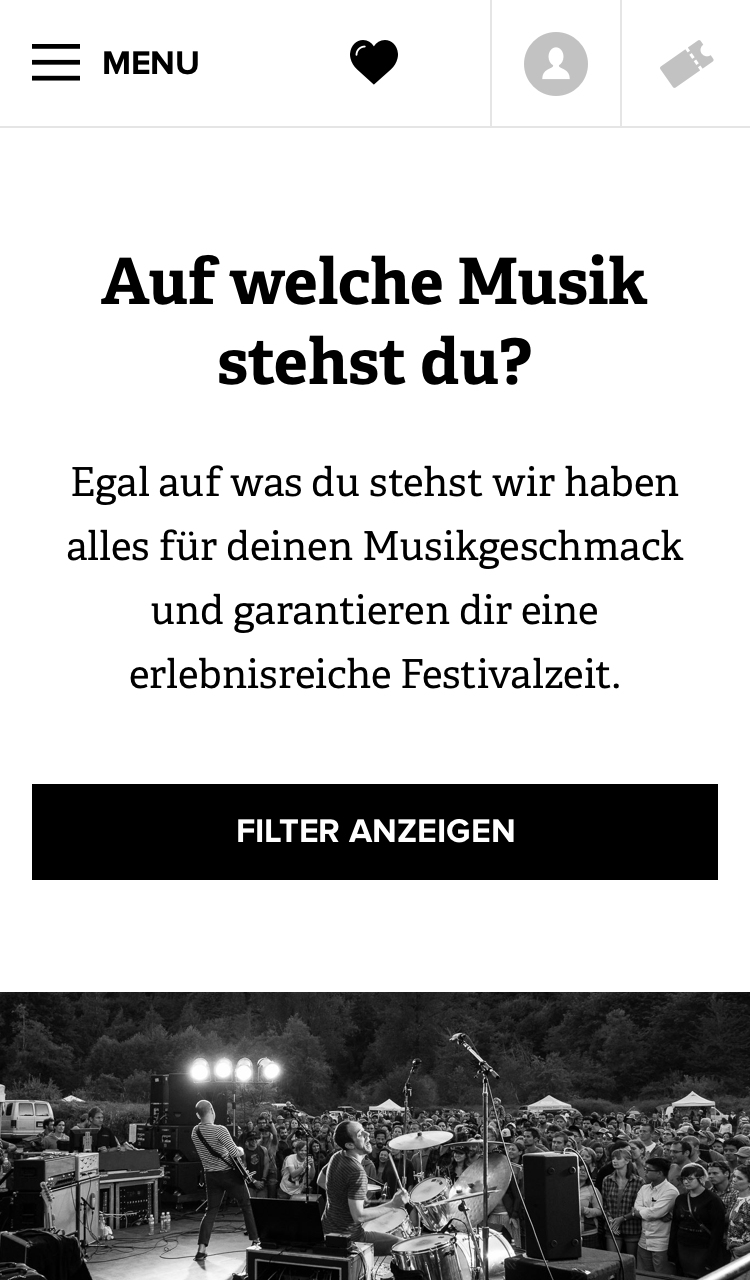 MENU
Auf welche Musik
stehst du?
Egal auf was du stehst wir haben
alles für deinen Musikgeschmack
und garantieren dir eine
erlebnisreiche Festivalzeit.
FILTER ANZEIGEN